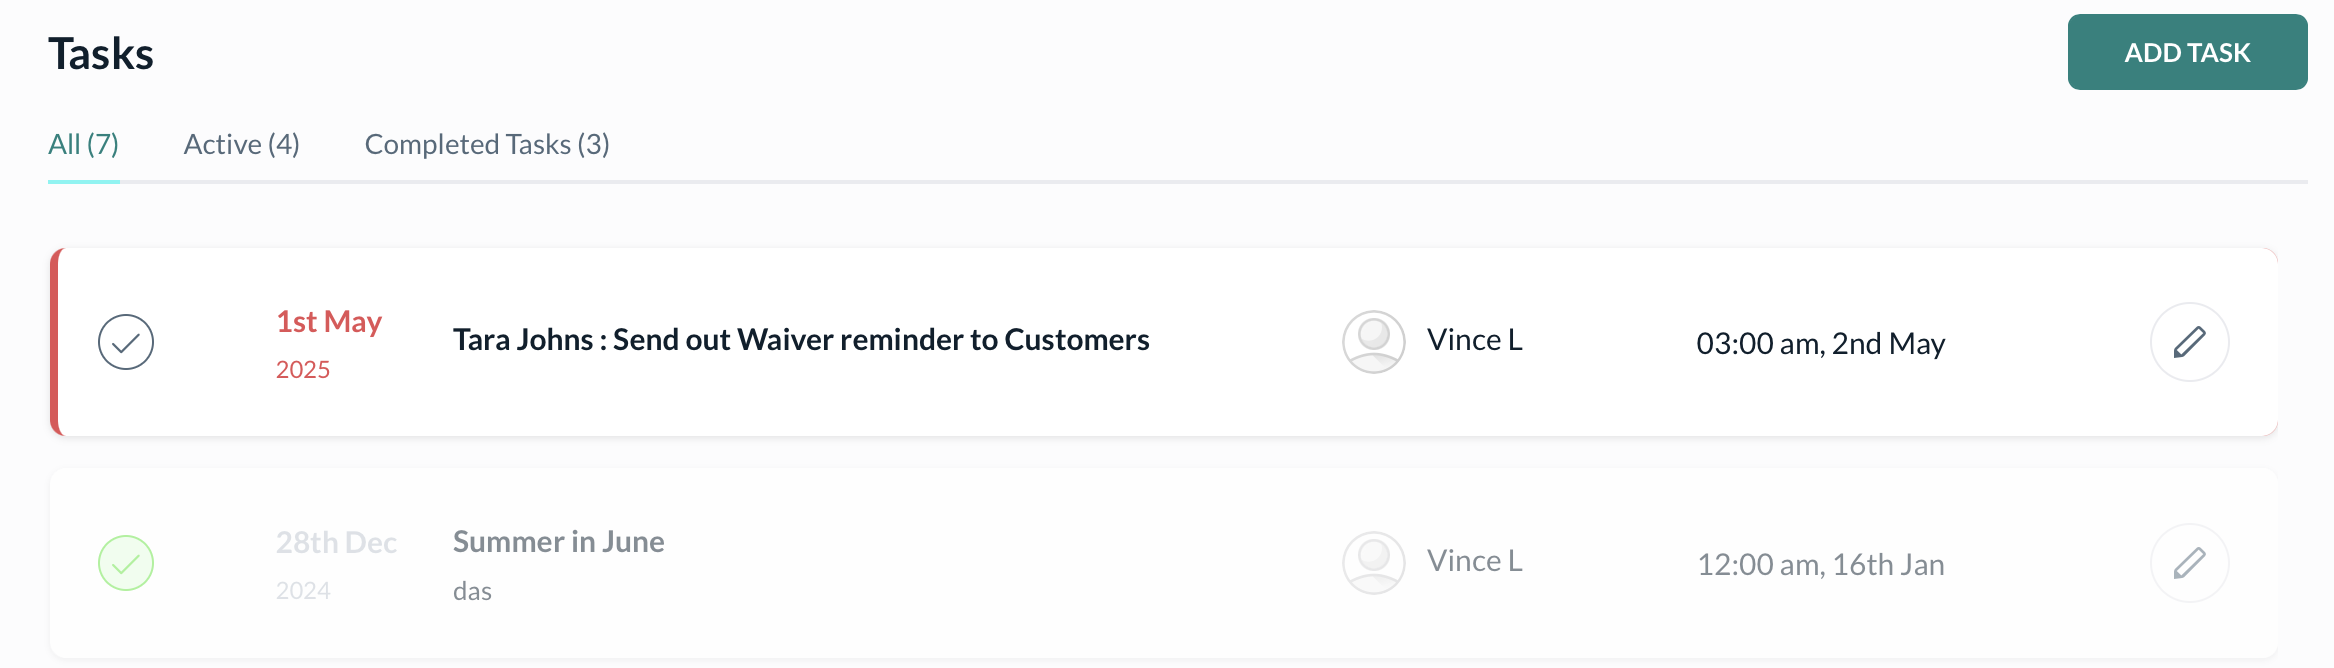 Tasks
ADD TASK
All (7)
Active (4)
Completed Tasks (3)
1st May
2025
Tara Johns : Send out Waiver reminder to Customers
Vince L
03:00 am, 2nd May
28th Dec
2024
Summer in June
das
Vince L
12:00 am, 16th Jan